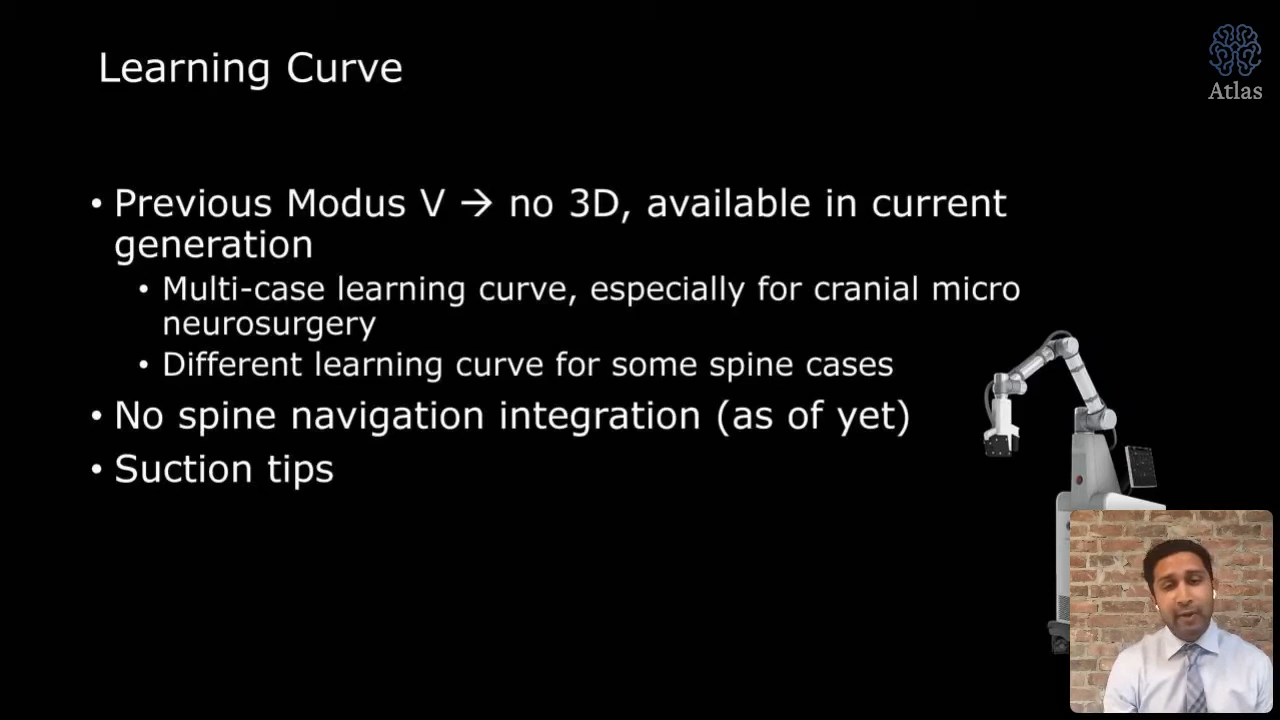 Learning Curve
Atlas
• Previous Modus V → no 3D, available in current
generation
• Multi-case learning curve, especially for cranial micro
neurosurgery
• Different learning curve for some spine cases
• No spine navigation integration (as of yet)
• Suction tips